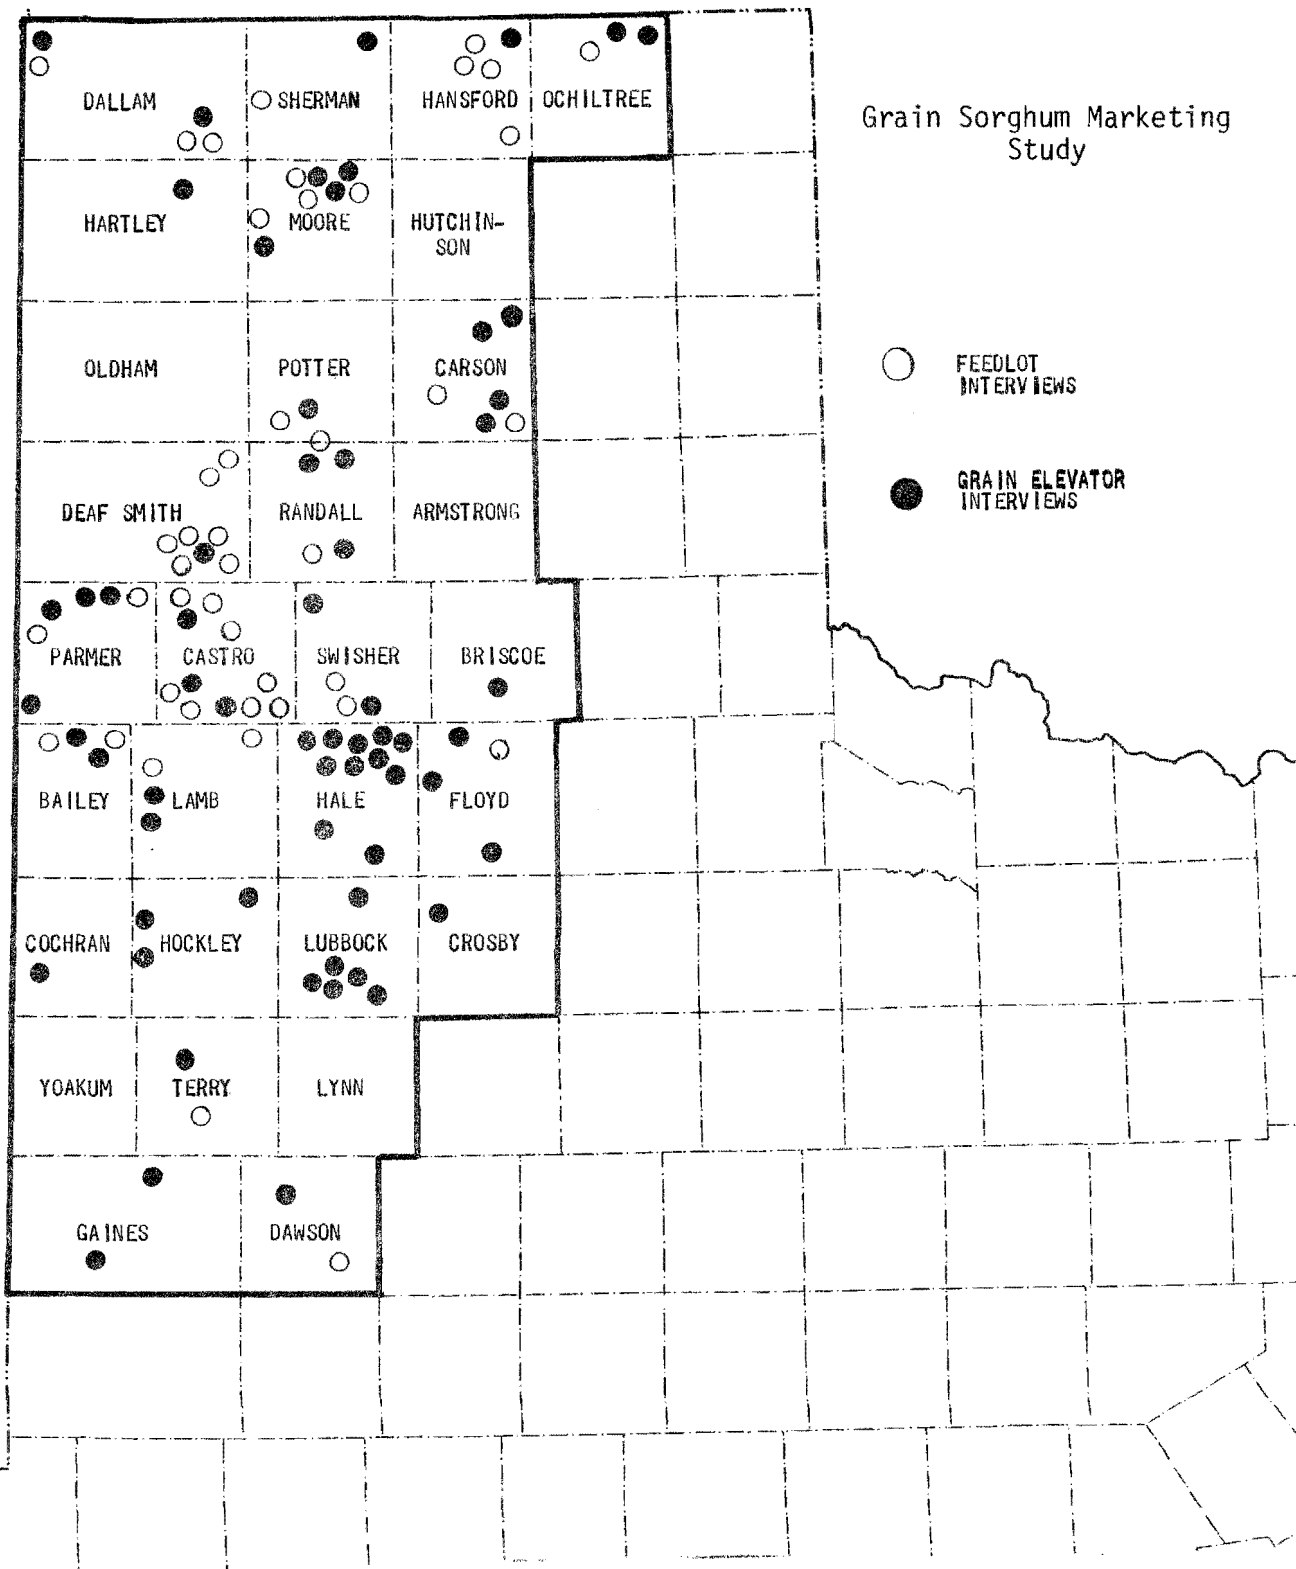 Grain Sorghum Marketing
Study
DALLAM
SHERMAN
HANSFORD
OCHILTREE
HARTLEY
MOORE
HUTCHIN-
SON
OLDHAM
POTTER
CARSON
FEEDLOT
INTERVIEWS
DEAF SMITH
RANDALL
ARMSTRONG
GRAIN ELEVATOR
INTERVIEWS
PARMER
CASTRO
SWISHER
BRISCOE
BAILEY
LAMB
HALE
FLOYD
COCHRAN
HOCKLEY
LUBBOCK
CROSBY
YOAKUM
TERRY
LYNN
GAINES
DAWSON